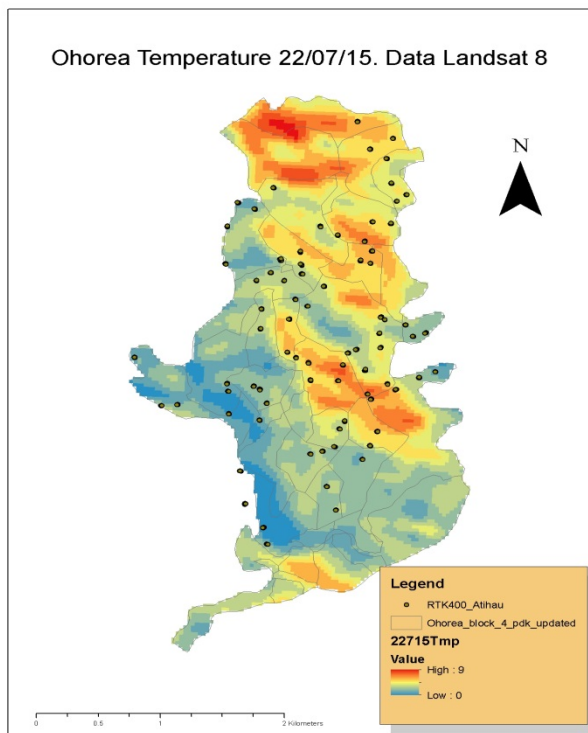 Ohorea Temperature 22/07/15. Data Landsat 8
N
Legend
RTK400_Atihau
Ohorea_block_4_pdk_updated
22715Tmp
Value
High : 9
Low : 0
0 0.5 1 2 Kilometers